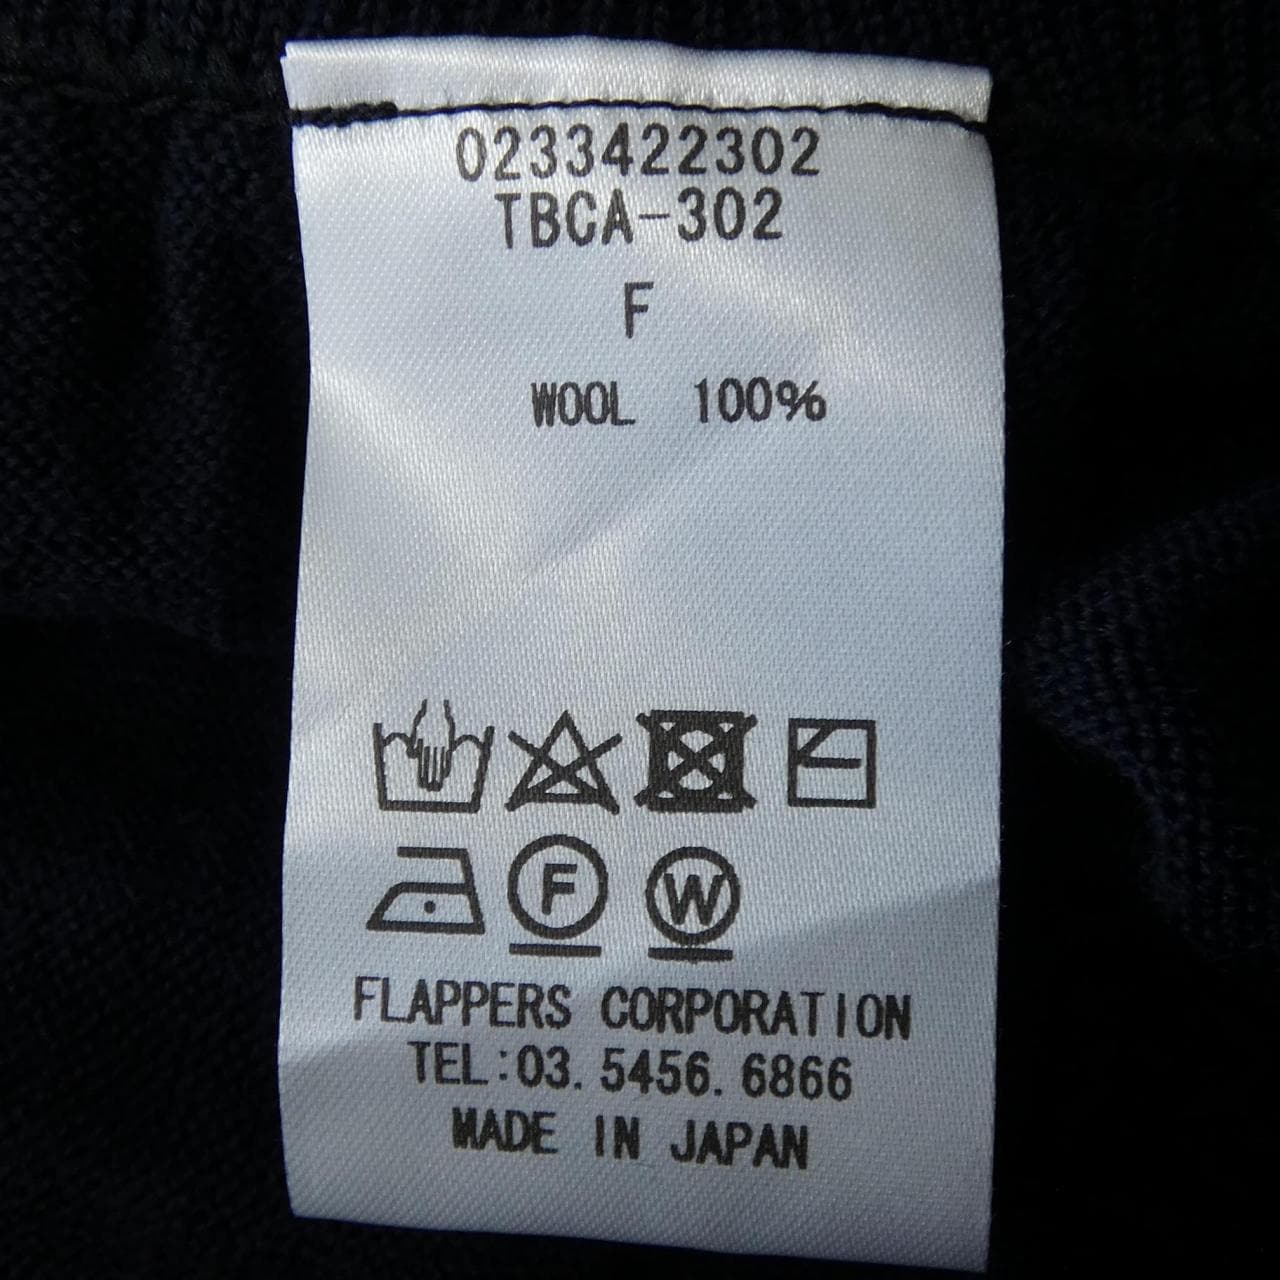 0233422302
TBCA-302
F
WOOL 100%
F W
FLAPPERS CORPORATION
TEL:03.5456.6866
MADE IN JAPAN